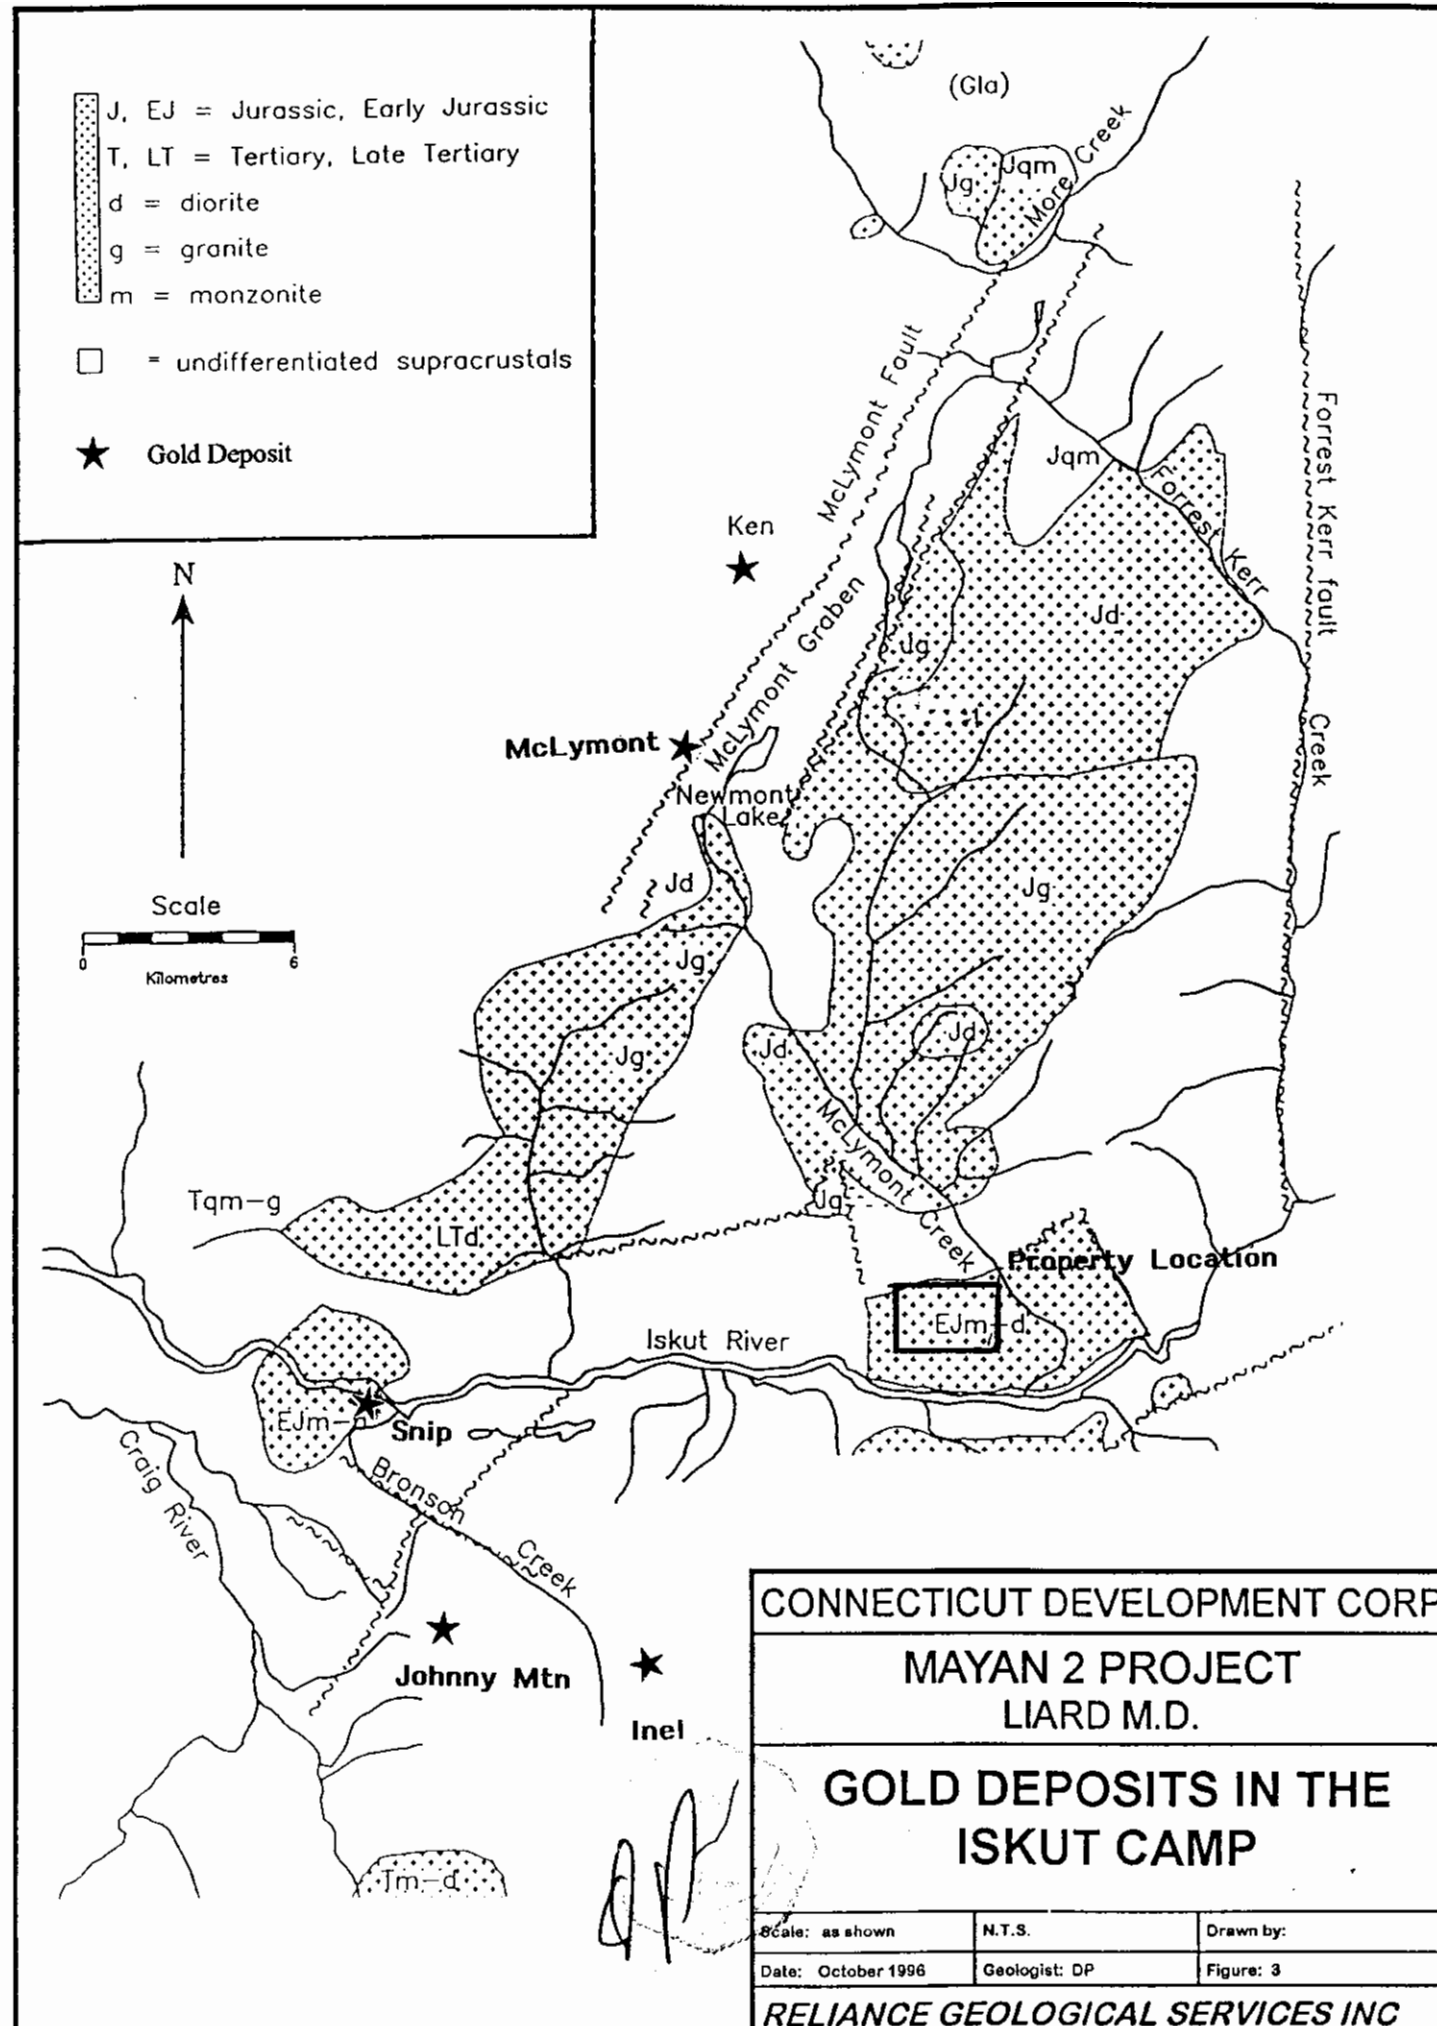 J, EJ = Jurassic, Early Jurassic
T, LT = Tertiary, Late Tertiary
d = diorite
g = granite
m = monzonite
= undifferentiated supracrustals
Gold Deposit
N
Scale
0
6
Kilometres
(Gla)
More Creek
Jg
Jqm
McLymont Fault
Jqm
Forrest Kerr
Forrest Kerr fault
Creek
Ken
McLymont Graben
Jd
Jg
McLymont
Newmont
Lake
Jd
Jg
Jg
Jg
Jd
Jd
McLymont
Creek
Jg
Tqm-g
LTd
Property Location
EJm-d
Iskut River
EJm-d
Snip
Craig River
Bronson
Creek
Johnny Mtn
Inel
Tm-d
CONNECTICUT DEVELOPMENT CORP
MAYAN 2 PROJECT
LIARD M.D.
GOLD DEPOSITS IN THE
ISKUT CAMP
Scale: as shown
N.T.S.
Drawn by:
Date: October 1996
Geologist: DP
Figure: 3
RELIANCE GEOLOGICAL SERVICES INC